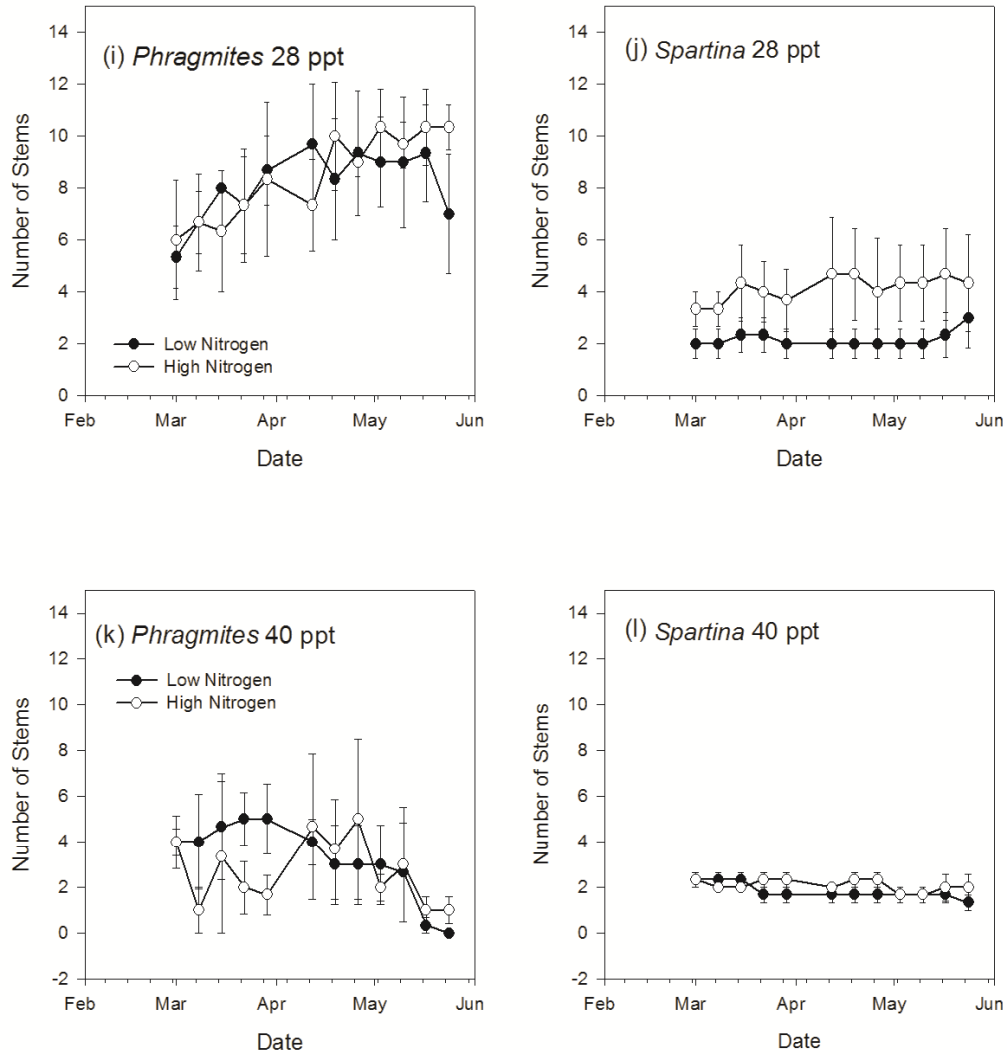 (i) Phragmites 28 ppt
Number of Stems
14
12
10
8
6
4
2
0
Low Nitrogen
High Nitrogen
Feb Mar Apr May Jun
Date
(j) Spartina 28 ppt
Number of Stems
14
12
10
8
6
4
2
0
Feb Mar Apr May Jun
Date
(k) Phragmites 40 ppt
Number of Stems
14
12
10
8
6
4
2
0
-2
Low Nitrogen
High Nitrogen
Feb Mar Apr May Jun
Date
(l) Spartina 40 ppt
Number of Stems
14
12
10
8
6
4
2
0
-2
Feb Mar Apr May Jun
Date